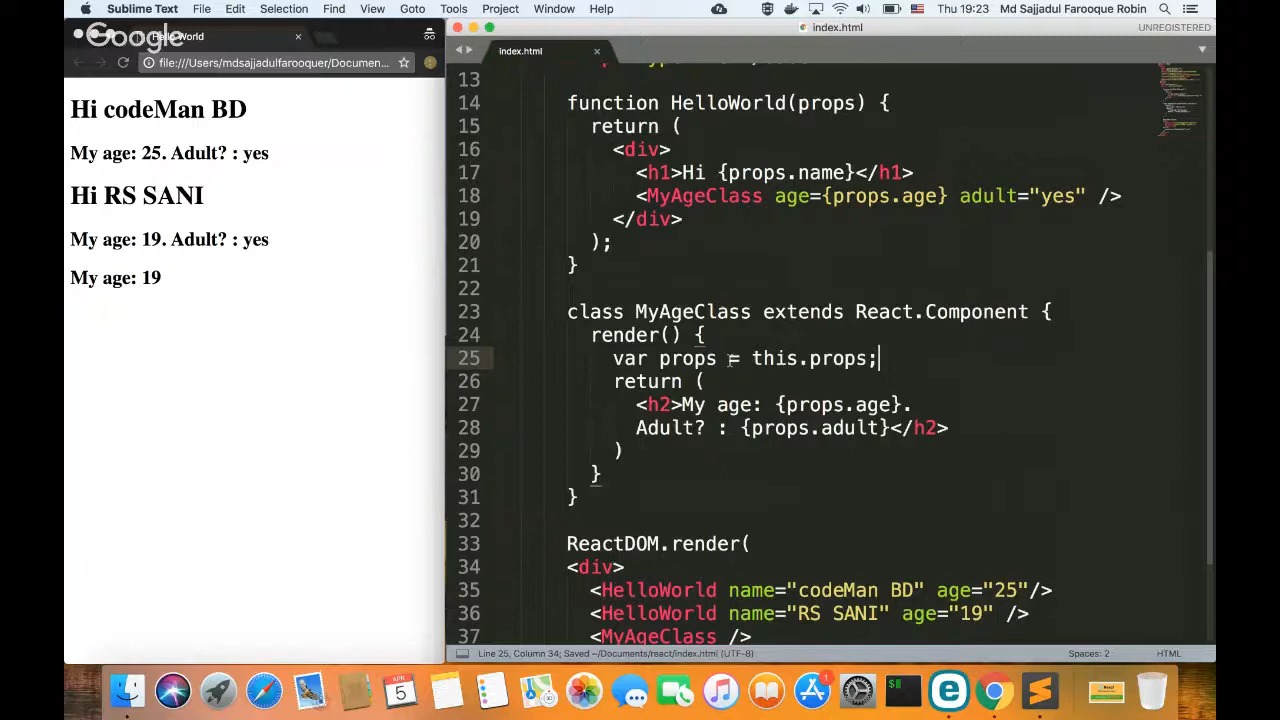 Sublime Text File Edit Selection Find View Goto Tools Project Window Help Thu 19:23 Md Sajjadul Farooque Robin
Google
Hello World
index.html
UNREGISTERED
index.html
file:///Users/mdsajjadulfarooquer/Documen...
Hi codeMan BD
My age: 25. Adult? : yes
Hi RS SANI
My age: 19. Adult? : yes
My age: 19
13
14 function HelloWorld(props) {
15 return (
16 <div>
17 <h1>Hi {props.name}</h1>
18 <MyAgeClass age={props.age} adult="yes" />
19 </div>
20 );
21 }
22
23 class MyAgeClass extends React.Component {
24 render() {
25 var props = this.props;
26 return (
27 <h2>My age: {props.age}.
28 Adult? : {props.adult}</h2>
29 )
30 }
31 }
32
33 ReactDOM.render(
34 <div>
35 <HelloWorld name="codeMan BD" age="25"/>
36 <HelloWorld name="RS SANI" age="19" />
37 <MyAgeClass />
Line 25, Column 34; Saved ~/Documents/react/index.html (UTF-8) Spaces: 2 HTML
APR
5
1